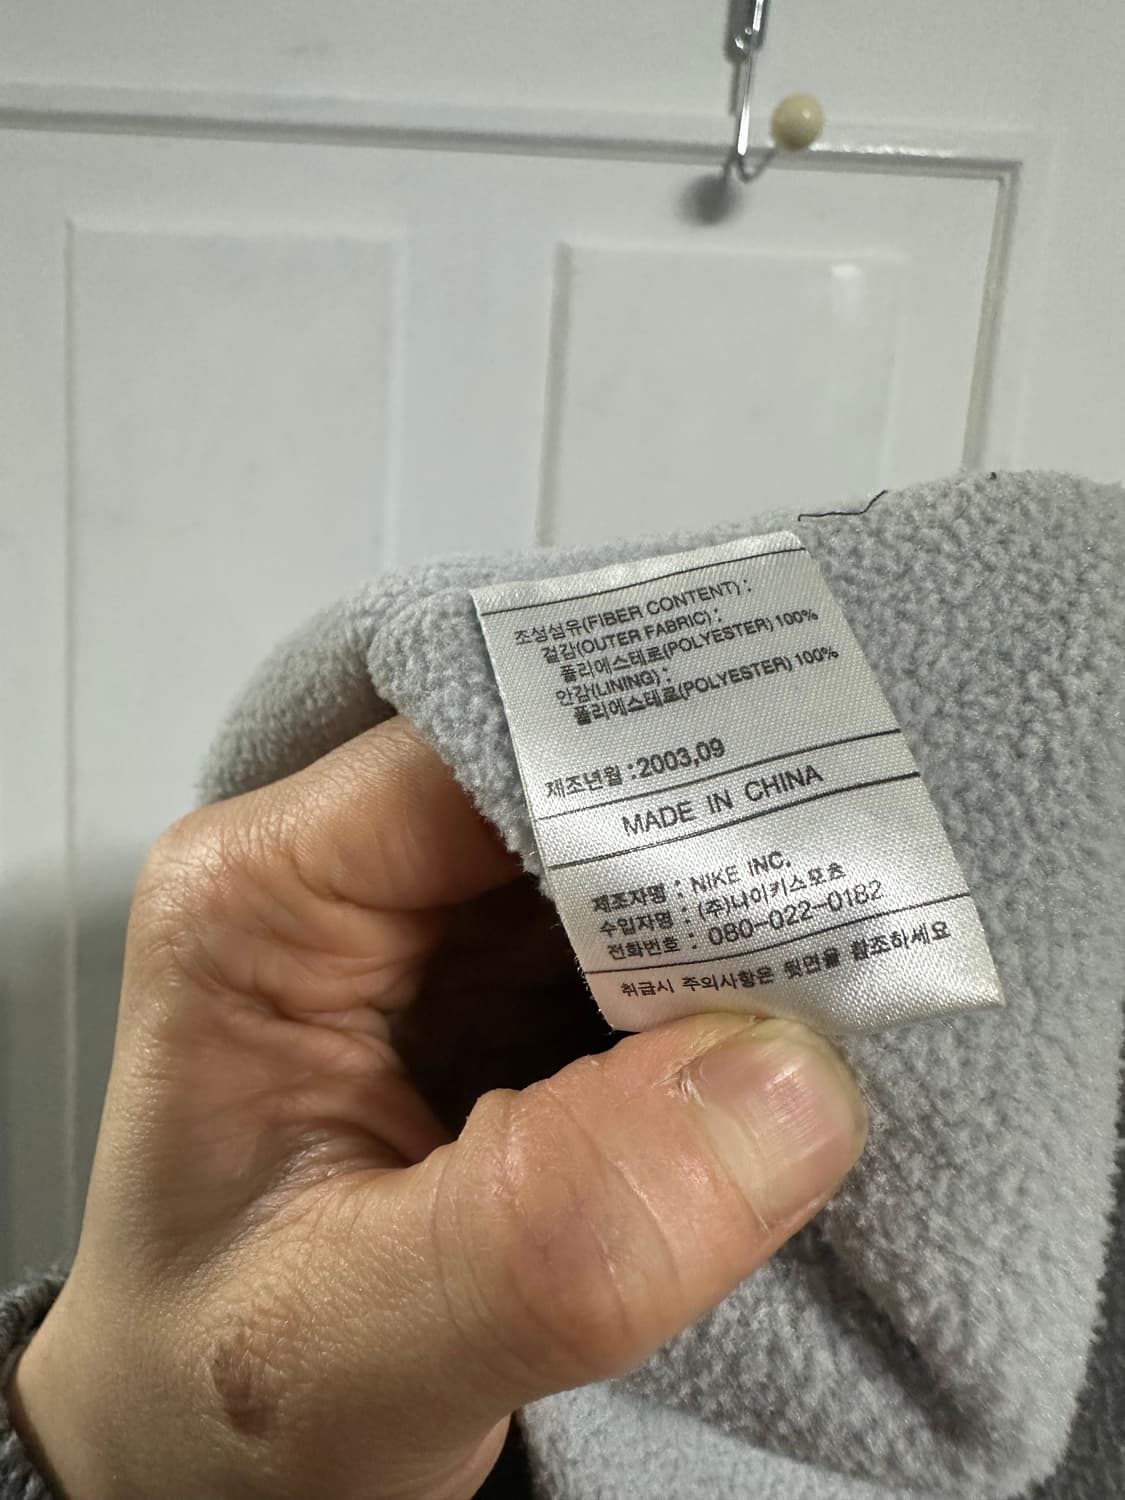 조성섬유(FIBER CONTENT) :
겉감(OUTER FABRIC) :
폴리에스테르(POLYESTER) 100%
안감(LINING) :
폴리에스테르(POLYESTER) 100%
제조년월 :2003,09
MADE IN CHINA
제조자명 : NIKE INC.
수입자명 : (주)나이키스포츠
전화번호 : 080-022-0182
취급시 주의사항은 뒷면을 참조하세요